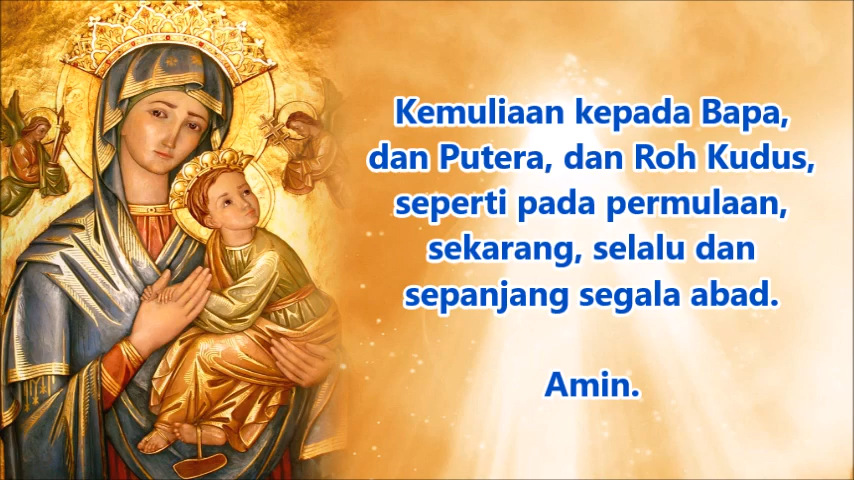 Kemuliaan kepada Bapa,
dan Putera, dan Roh Kudus,
seperti pada permulaan,
sekarang, selalu dan
sepanjang segala abad.
Amin.